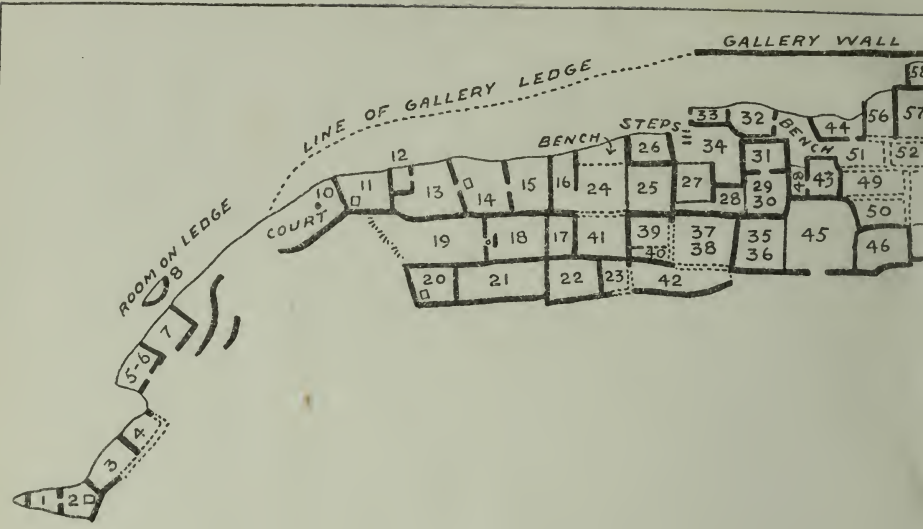 GALLERY WALL
LINE OF GALLERY LEDGE
58
33 32 BENCH 44 56 57
BENCH STEPS 26 34
12
31 51 52
10 11 13 14 15 16 24 25 27 28 29 30 48 43 49
COURT
50
ROOM ON LEDGE
8
19 18 17 41 39 40 37 38 35 36 45 46
20 21 22 23 42
7
5-6
4
3
1 2